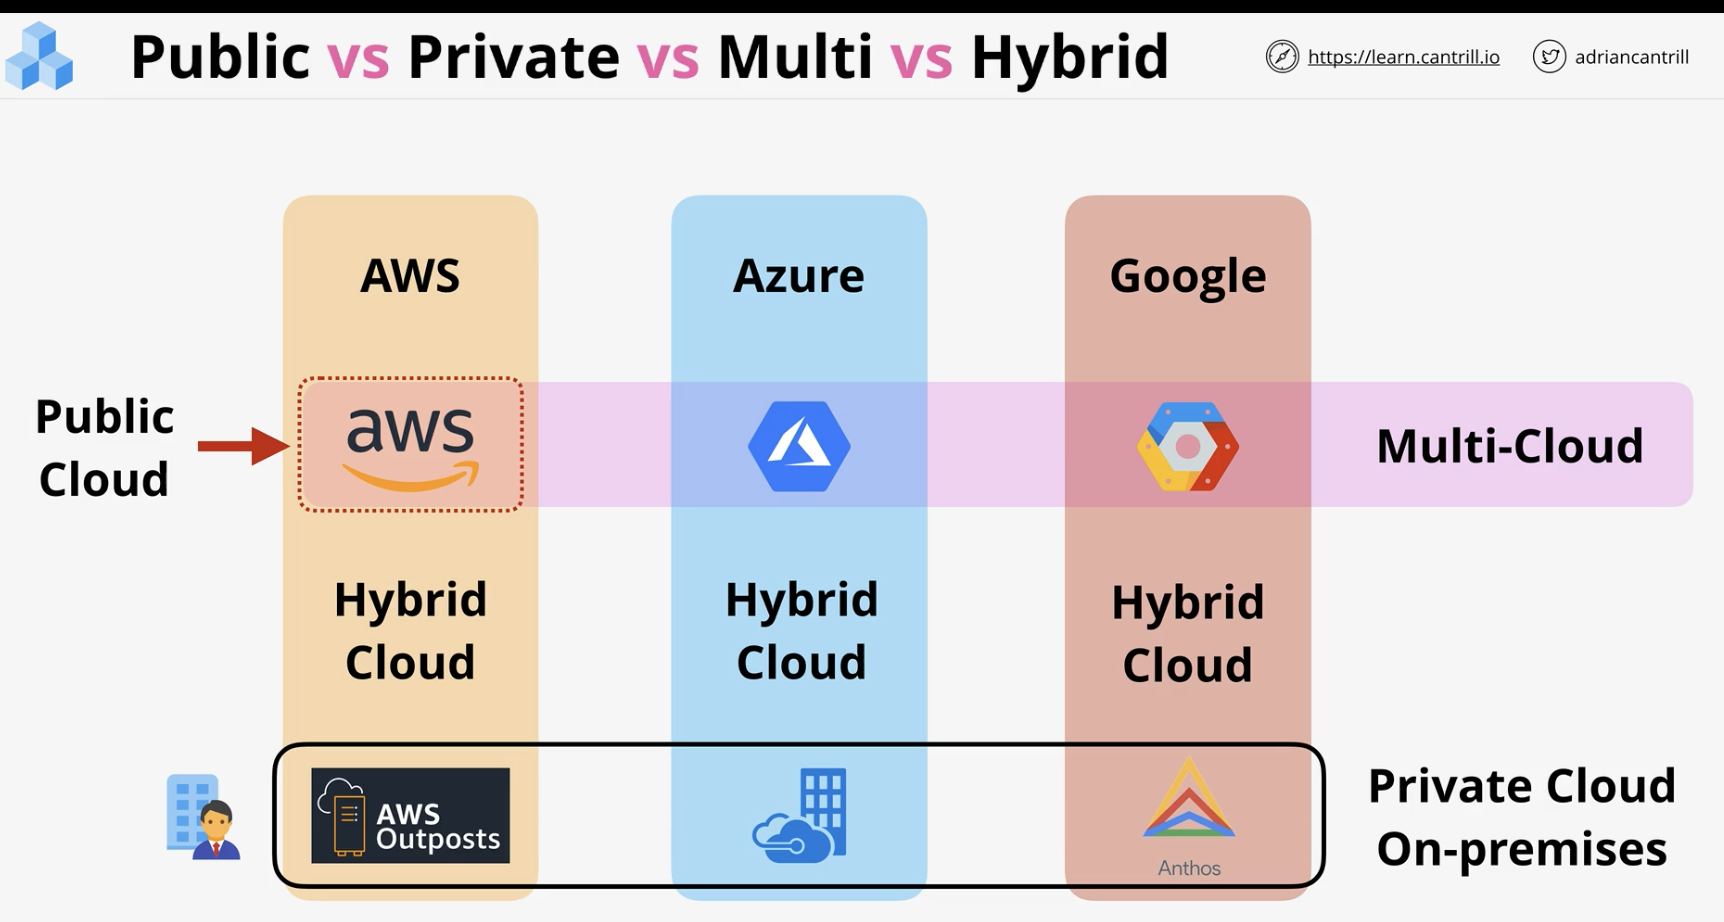 Public vs Private vs Multi vs Hybrid
https://learn.cantrill.io
adriancantrill
AWS
Azure
Google
Public
Cloud
aws
Multi-Cloud
Hybrid
Cloud
Hybrid
Cloud
Hybrid
Cloud
AWS
Outposts
Anthos
Private Cloud
On-premises